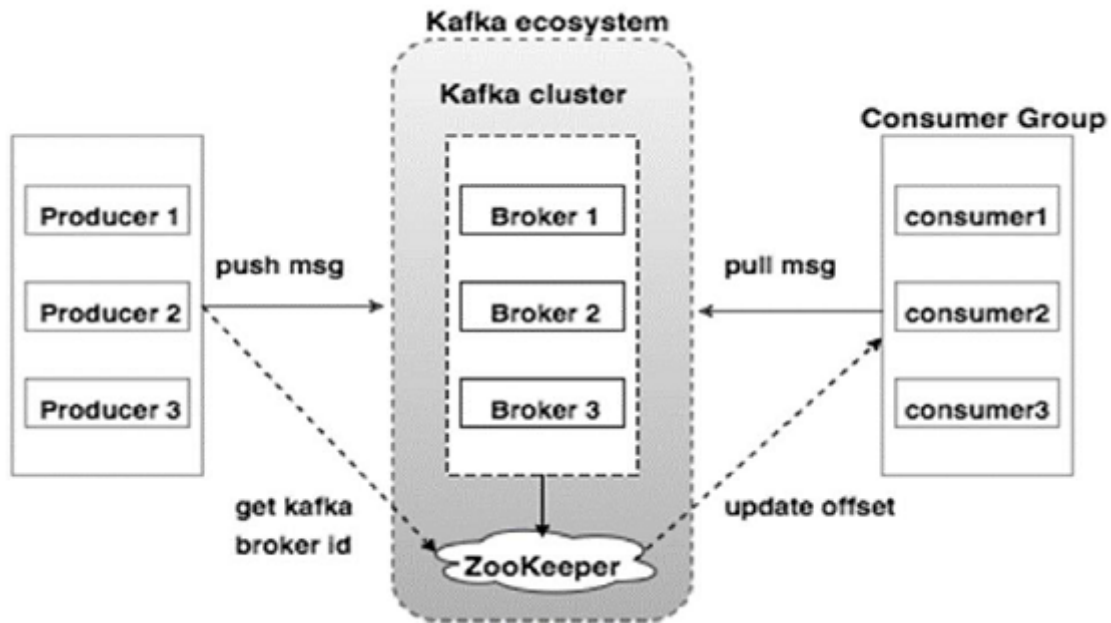 Kafka ecosystem
Kafka cluster
Consumer Group
Producer 1
Producer 2
Producer 3
push msg
Broker 1
Broker 2
Broker 3
pull msg
consumer1
consumer2
consumer3
get kafka
broker id
ZooKeeper
update offset